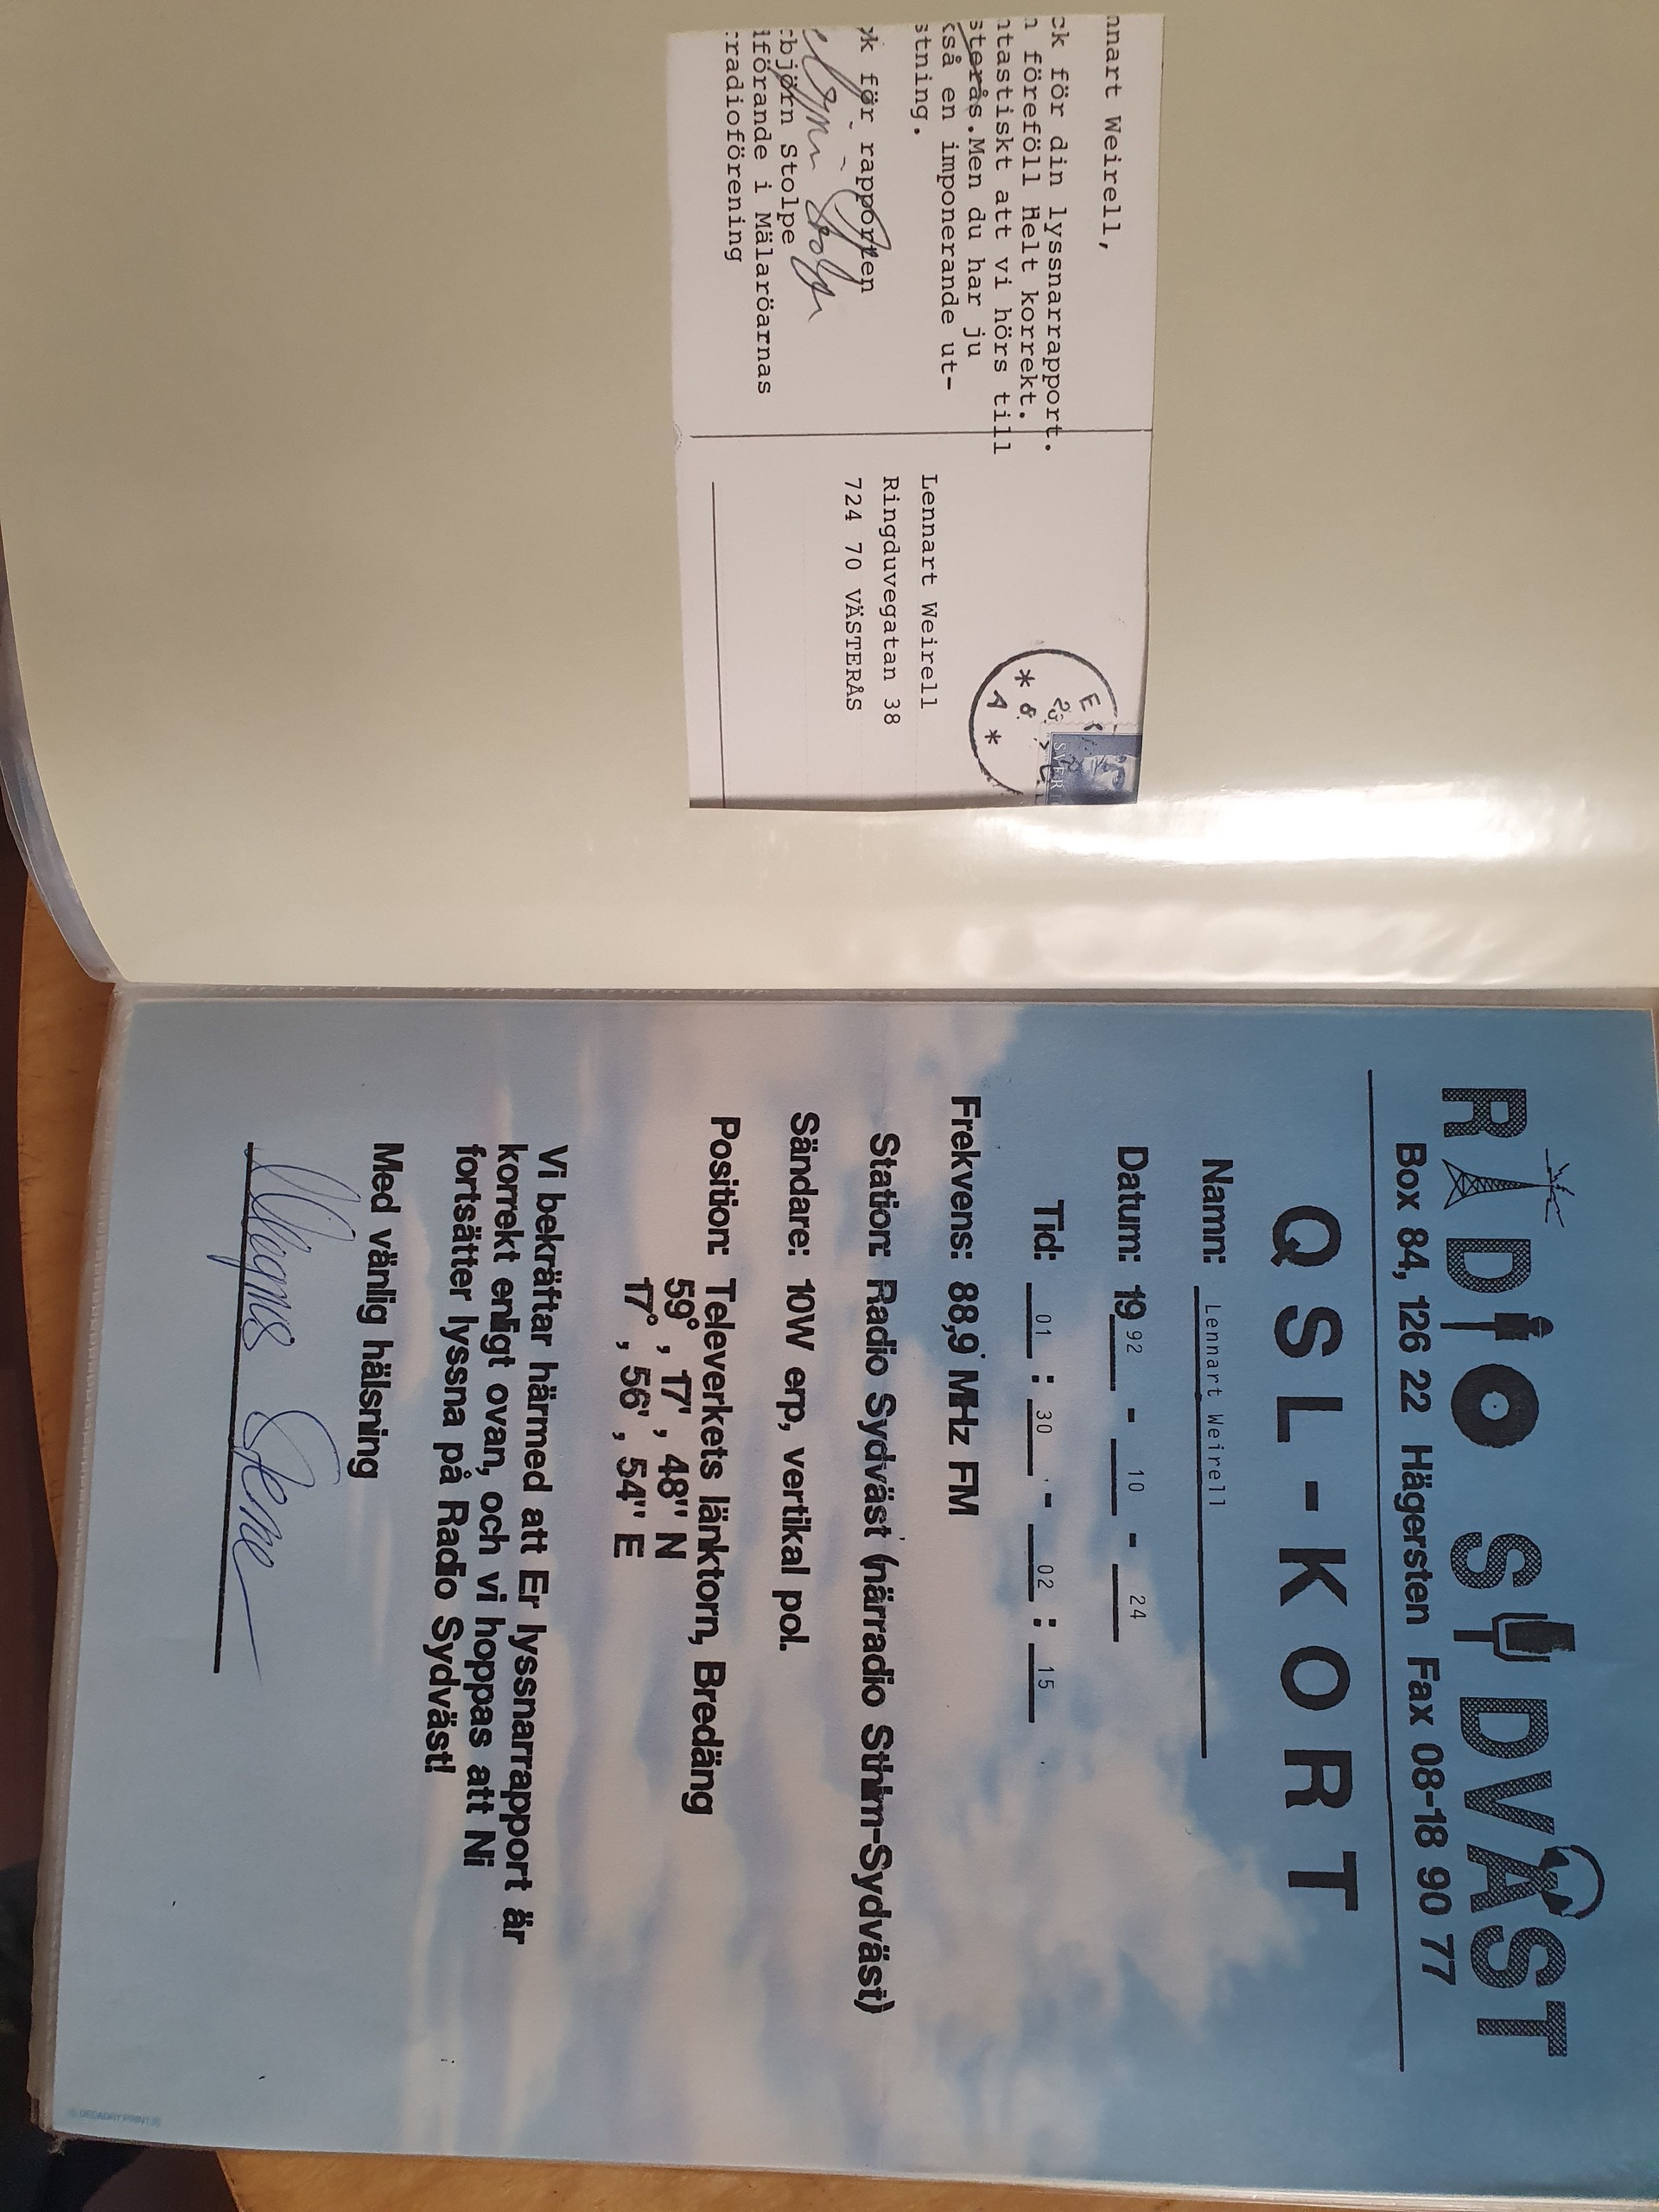 nnart Weirell,
ck för din lyssnarrapport.
n föreföll Helt korrekt.
ntastiskt att vi hörs till
sterås.Men du har ju
kså en imponerande ut-
stning.
k för rapporten
Stolpe
björn Stolpe
förande i Mälaröarnas
rradioförening
Lennart Weirell
Ringduvegatan 38
724 70 VÄSTERÅS
SVERI
RADIO SYDVÄST
Box 84, 126 22 Hägersten Fax 08-18 90 77
QSL-KORT
Namn: Lennart Weirell
Datum: 1992 - 10 - 24
Tid: 01 : 30 - 02 : 15
Frekvens: 88,9 MHz FM
Station: Radio Sydväst (närradio Sthlm-Sydväst)
Sändare: 10W erp, vertikal pol.
Position: Televerkets länktorn, Bredäng
59°, 17', 48'' N
17°, 56', 54'' E
Vi bekräftar härmed att Er lyssnarrapport är
korrekt enligt ovan, och vi hoppas att Ni
fortsätter lyssna på Radio Sydväst!
Med vänlig hälsning